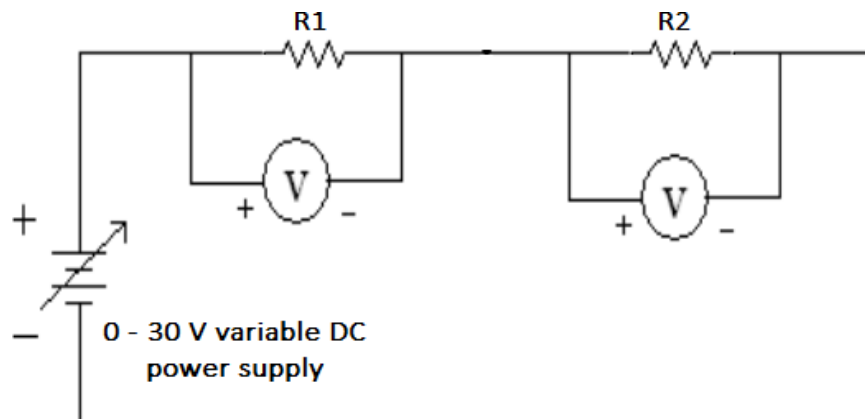 R1
R2
V
+ -
V
+ -
+
0 - 30 V variable DC
−
power supply